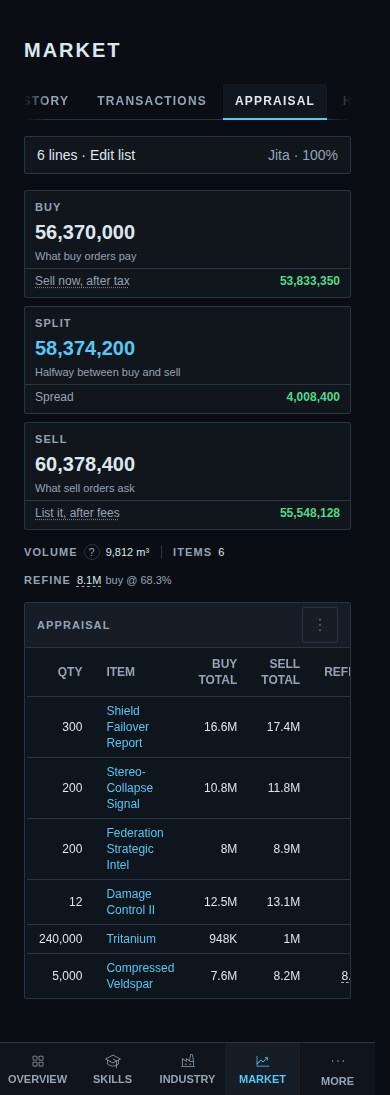 MARKET
STORY TRANSACTIONS APPRAISAL H
6 lines · Edit list Jita · 100%
BUY
56,370,000
What buy orders pay
Sell now, after tax 53,833,350
SPLIT
58,374,200
Halfway between buy and sell
Spread 4,008,400
SELL
60,378,400
What sell orders ask
List it, after fees 55,548,128
VOLUME ? 9,812 m³ ITEMS 6
REFINE 8.1M buy @ 68.3%
APPRAISAL ⋮
QTY ITEM BUY TOTAL SELL TOTAL REFI
300 Shield Failover Report 16.6M 17.4M
200 Stereo-Collapse Signal 10.8M 11.8M
200 Federation Strategic Intel 8M 8.9M
12 Damage Control II 12.5M 13.1M
240,000 Tritanium 948K 1M
5,000 Compressed Veldspar 7.6M 8.2M 8.
OVERVIEW SKILLS INDUSTRY MARKET MORE